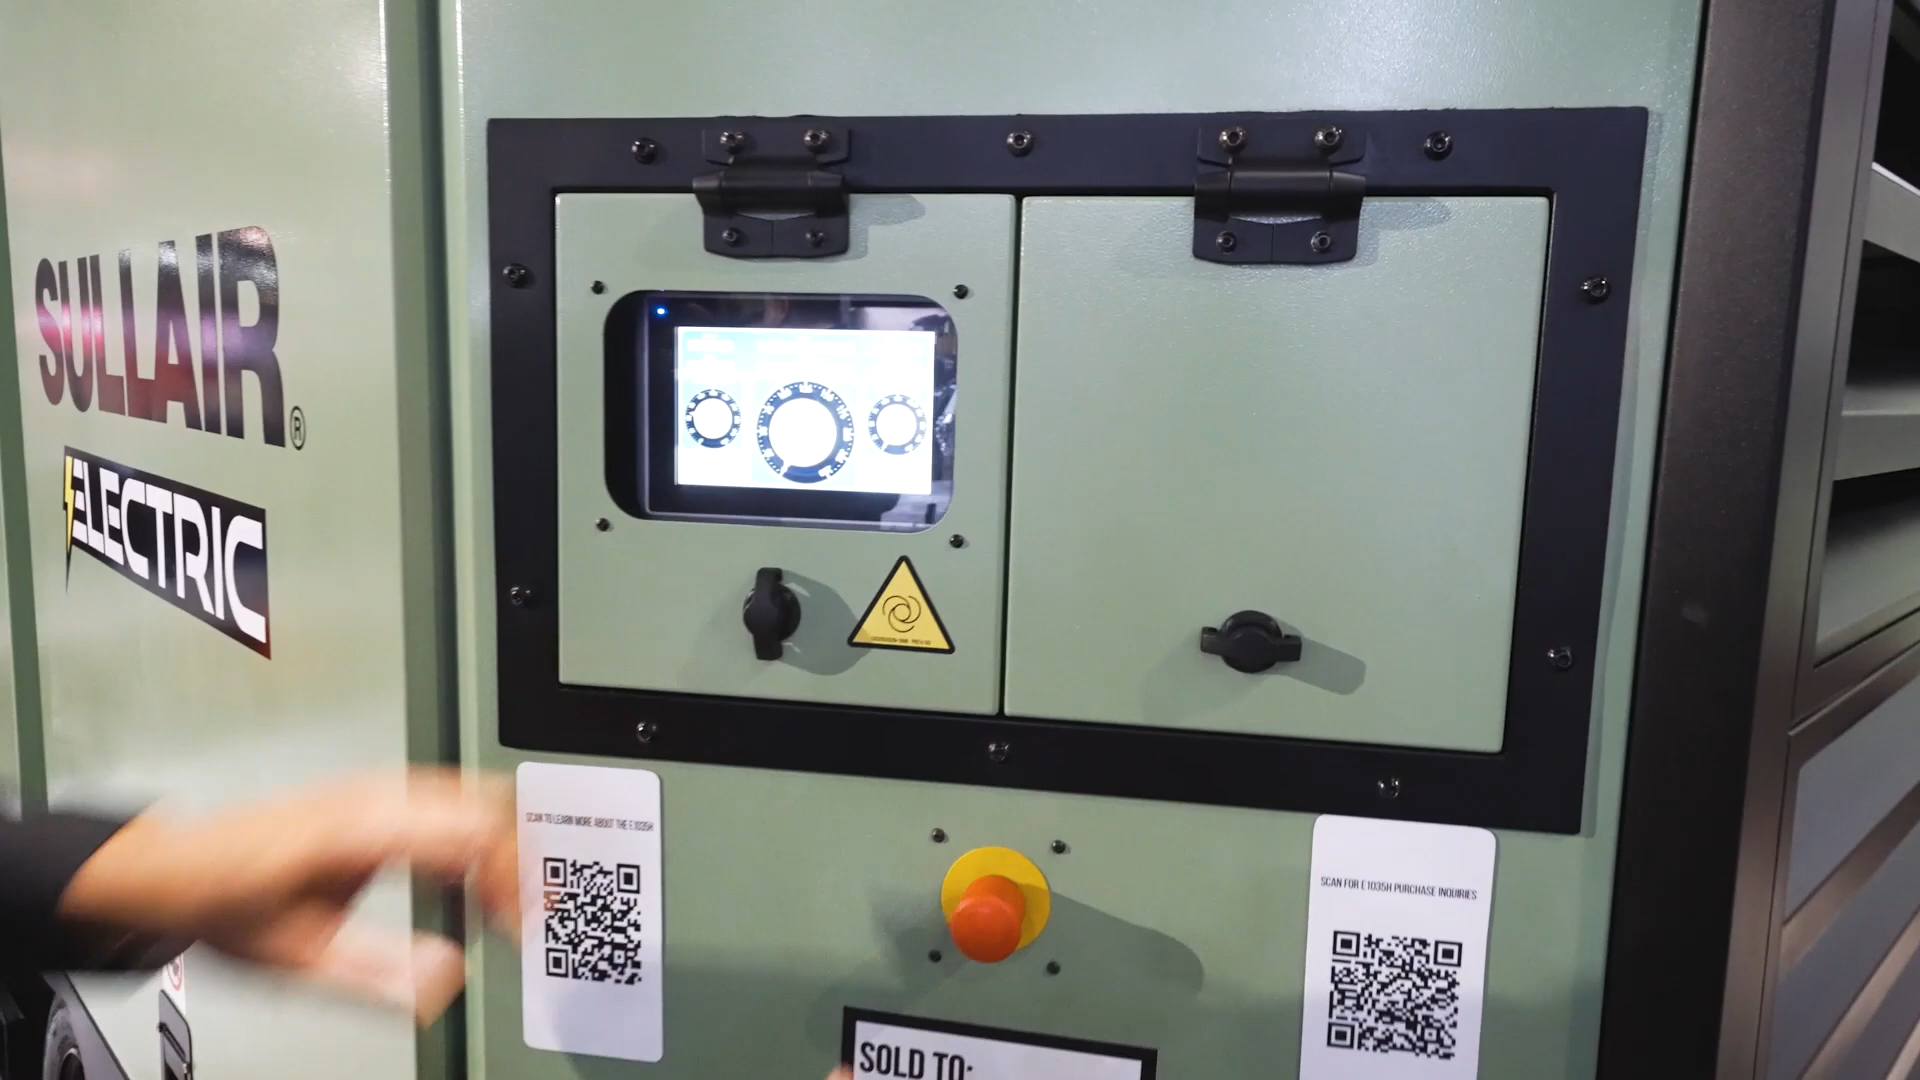 SULLAIR®
ELECTRIC
SCAN TO LEARN MORE ABOUT THE E1035H
SCAN FOR E1035H PURCHASE INQUIRIES
SOLD TO: